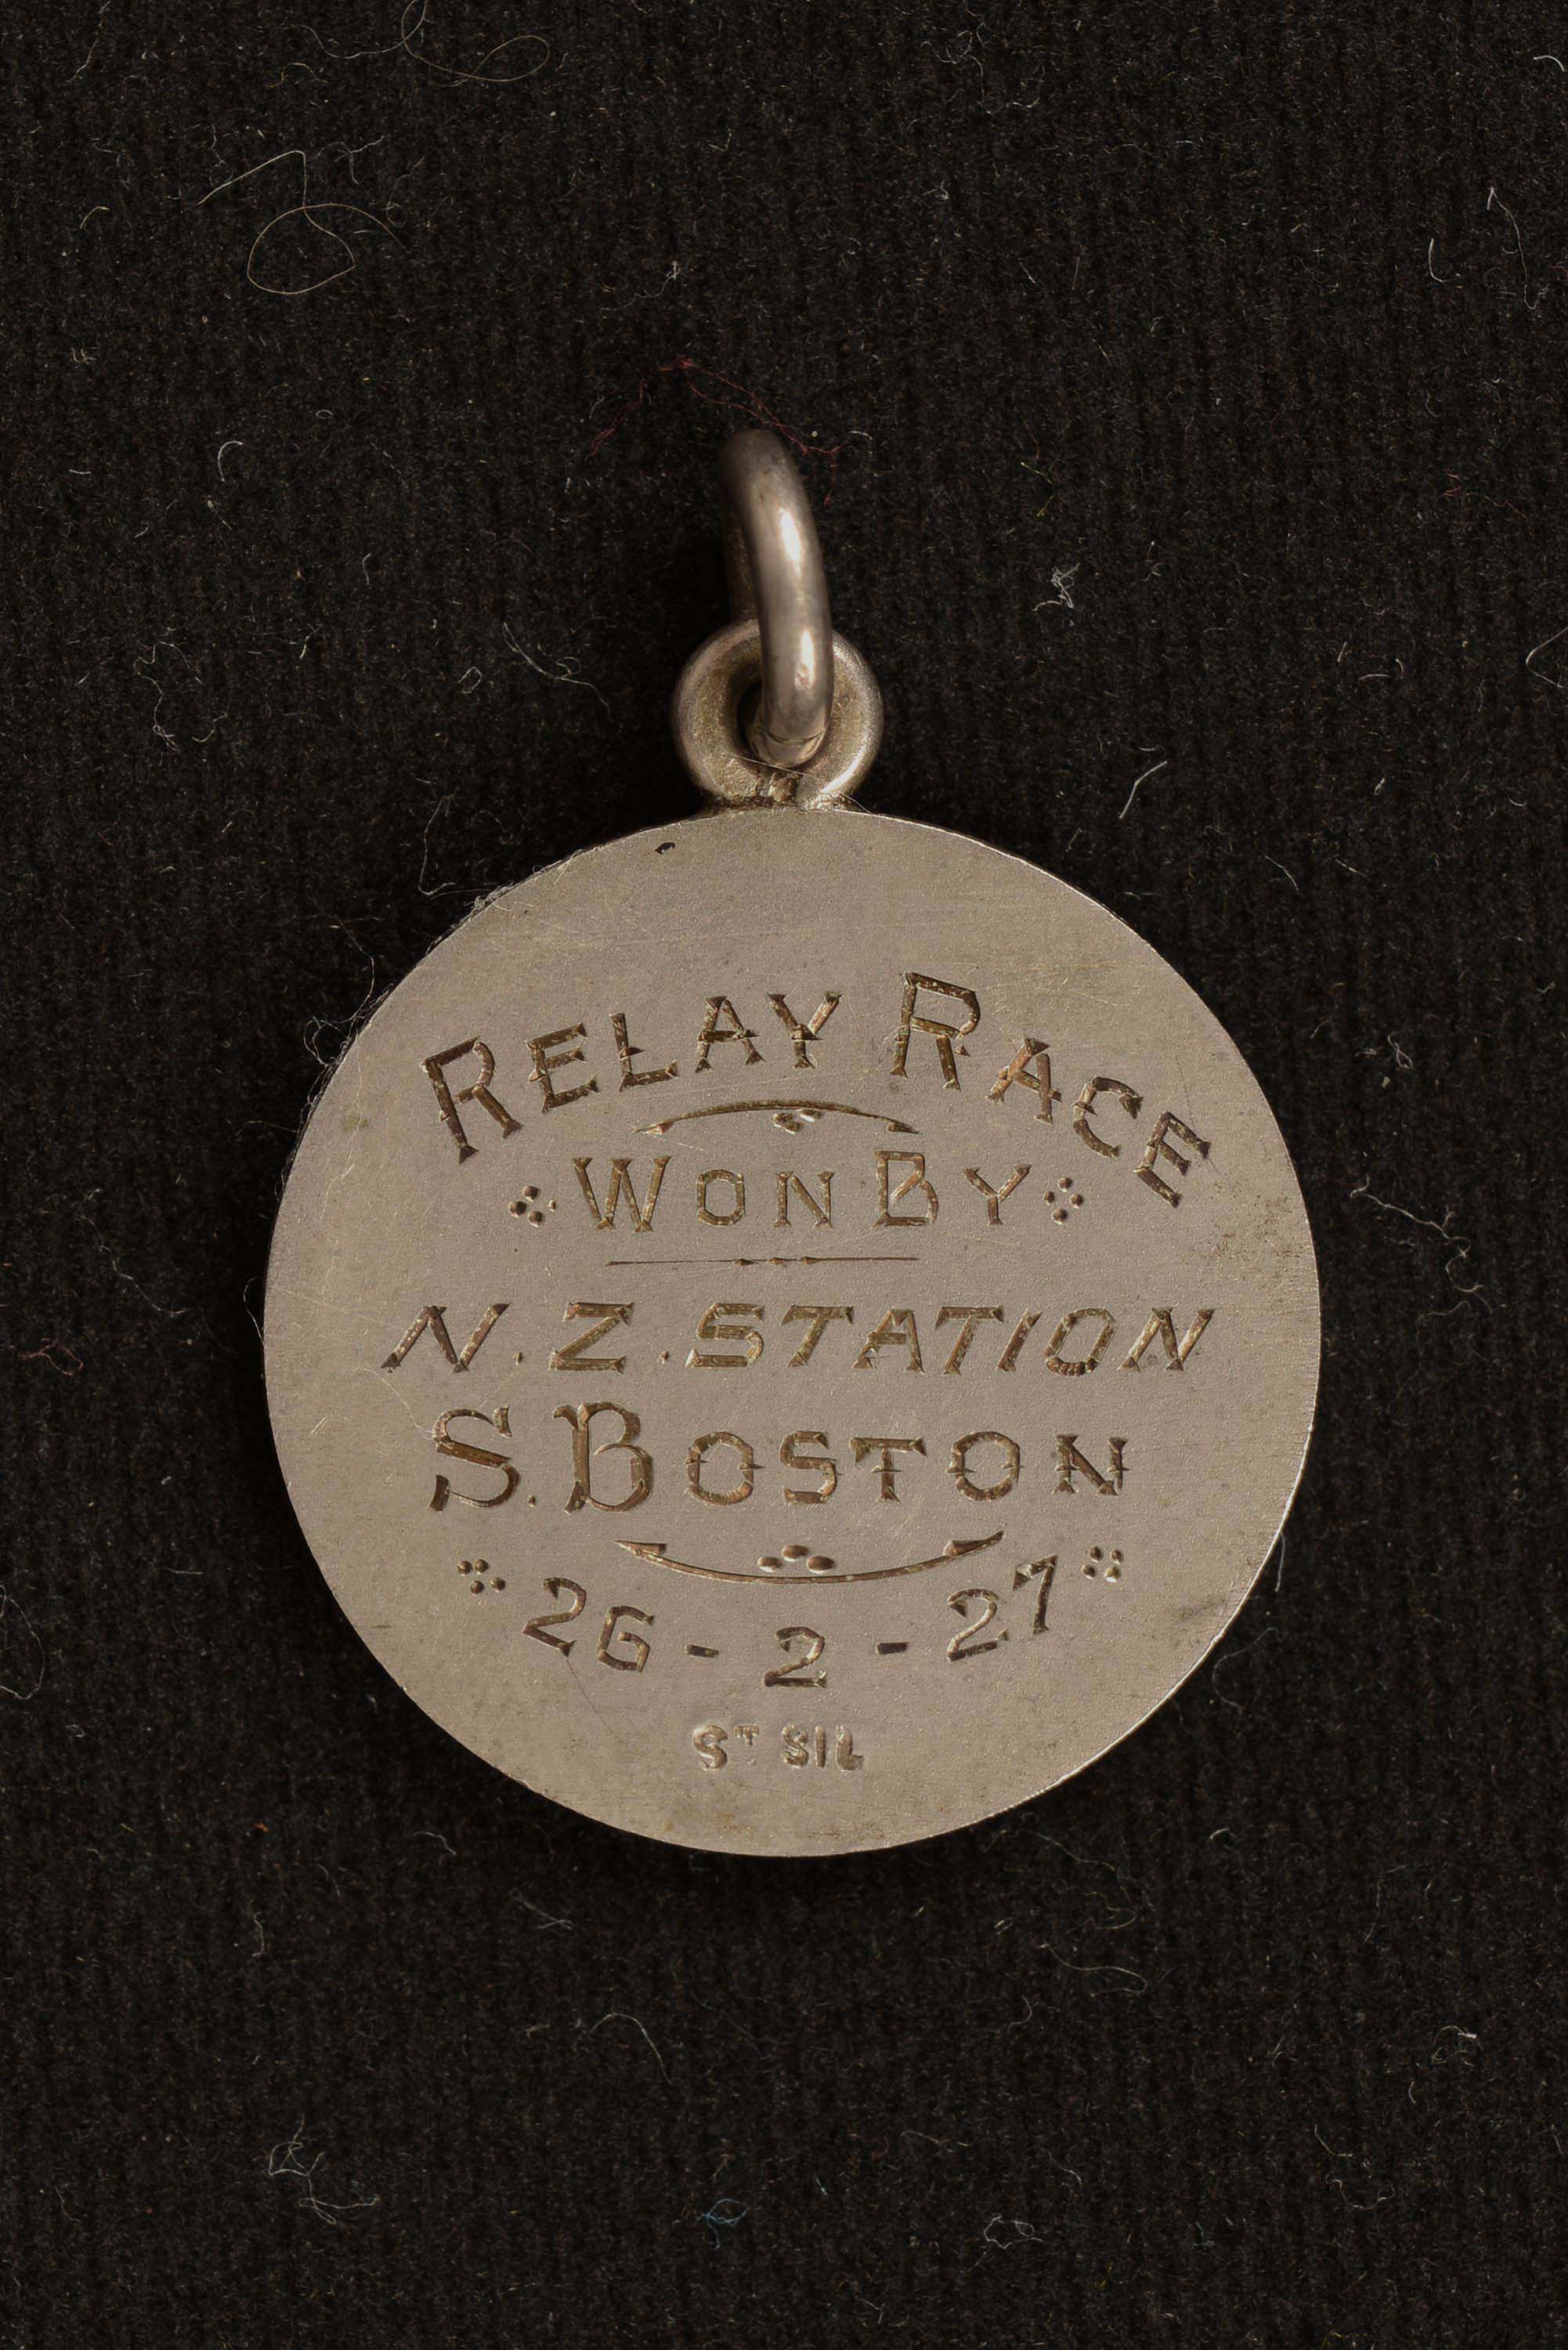 RELAY RACE
WON BY
N.Z. STATION
S. BOSTON
26-2-27
ST SIL